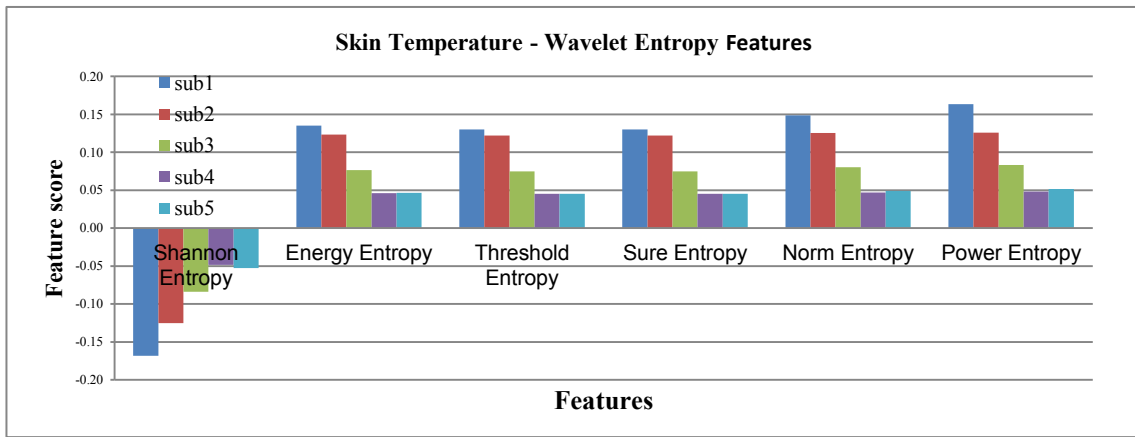 Skin Temperature - Wavelet Entropy Features
0.20
0.15
0.10
0.05
0.00
-0.05
-0.10
-0.15
-0.20
Feature score
sub1
sub2
sub3
sub4
sub5
Shannon
Entropy
Energy Entropy
Threshold
Entropy
Sure Entropy
Norm Entropy
Power Entropy
Features